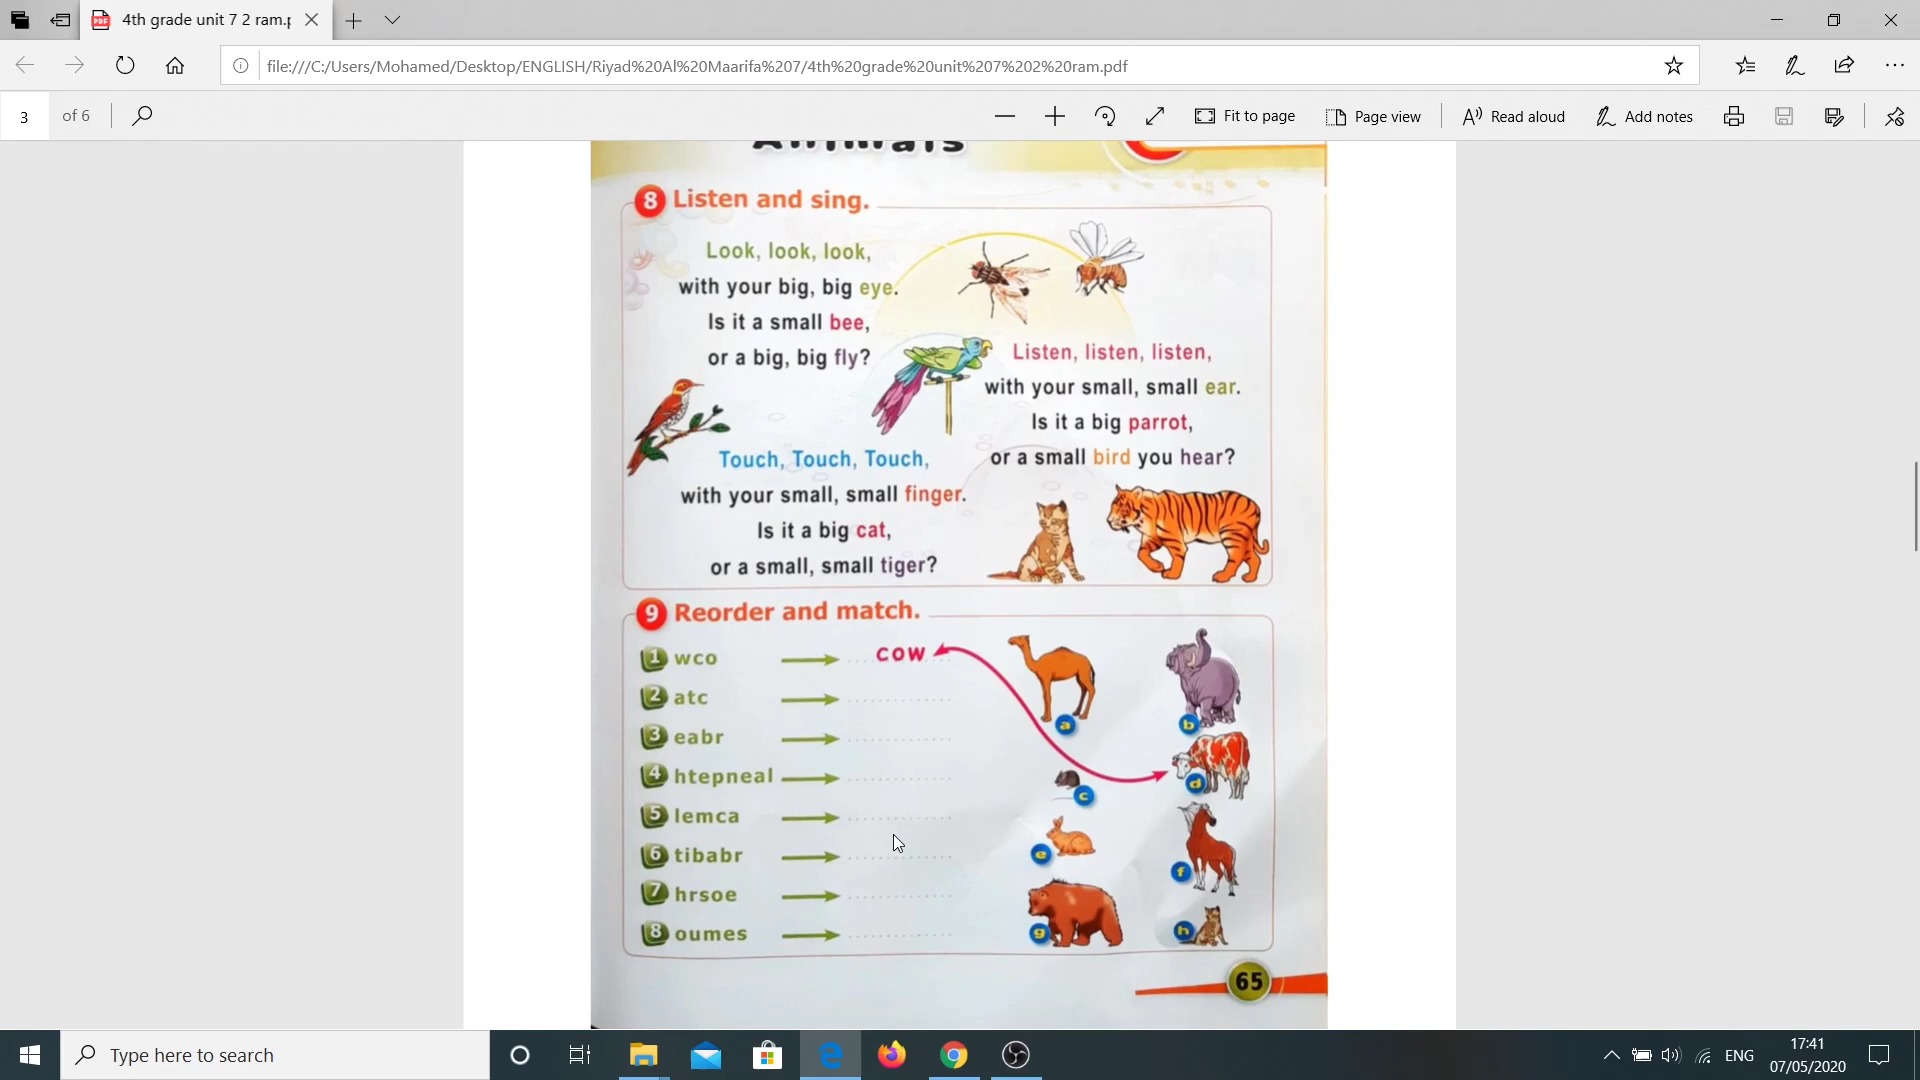 4th grade unit 7 2 ram.p
file:///C:/Users/Mohamed/Desktop/ENGLISH/Riyad%20Al%20Maarifa%207/4th%20grade%20unit%207%202%20ram.pdf
3 of 6
Fit to page
Page view
Read aloud
Add notes
Animals
8 Listen and sing.
Look, look, look,
with your big, big eye.
Is it a small bee,
or a big, big fly?
Listen, listen, listen,
with your small, small ear.
Is it a big parrot,
or a small bird you hear?
Touch, Touch, Touch,
with your small, small finger.
Is it a big cat,
or a small, small tiger?
9 Reorder and match.
1 wco cow
2 atc
3 eabr
4 htepneal
5 lemca
6 tibabr
7 hrsoe
8 oumes
a
b
c
d
e
f
g
h
65
Type here to search
ENG
17:41
07/05/2020